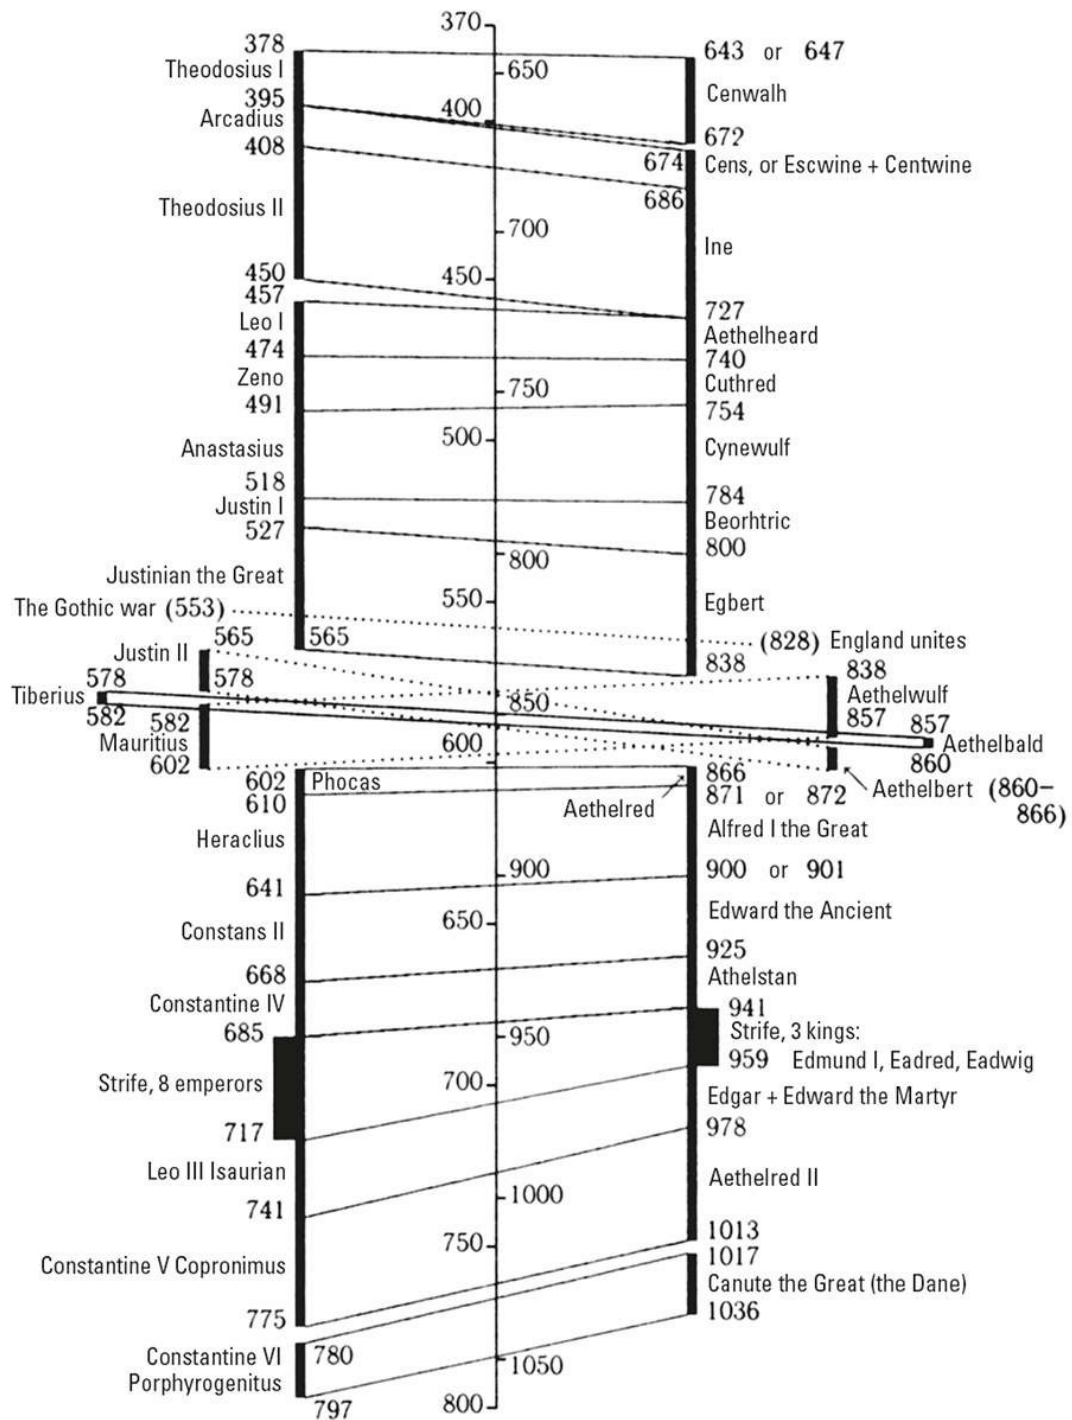 370
378
643 or 647
Theodosius I
650
395
Cenwalh
Arcadius
400
672
408
674
Cens, or Escwine + Centwine
686
Theodosius II
700
Ine
450
450
457
727
Leo I
Aethelheard
474
740
Zeno
750
Cuthred
491
754
500
Anastasius
Cynewulf
518
784
Justin I
Beorhtric
527
800
800
Justinian the Great
550
Egbert
The Gothic war (553)
(828) England unites
565
565
Justin II
838
838
578
578
Aethelwulf
Tiberius
850
857
857
582
582
Mauritius
600
Aethelbald
602
860
602
Phocas
866
Aethelbert (860–
866)
610
Aethelred
871 or 872
Heraclius
Alfred I the Great
900
900 or 901
641
650
Edward the Ancient
Constans II
925
668
Athelstan
Constantine IV
941
685
950
Strife, 3 kings:
959 Edmund I, Eadred, Eadwig
Strife, 8 emperors
700
Edgar + Edward the Martyr
717
978
Leo III Isaurian
Aethelred II
741
1000
1013
750
1017
Constantine V Copronimus
Canute the Great (the Dane)
775
1036
Constantine VI
Porphyrogenitus
780
1050
797
800